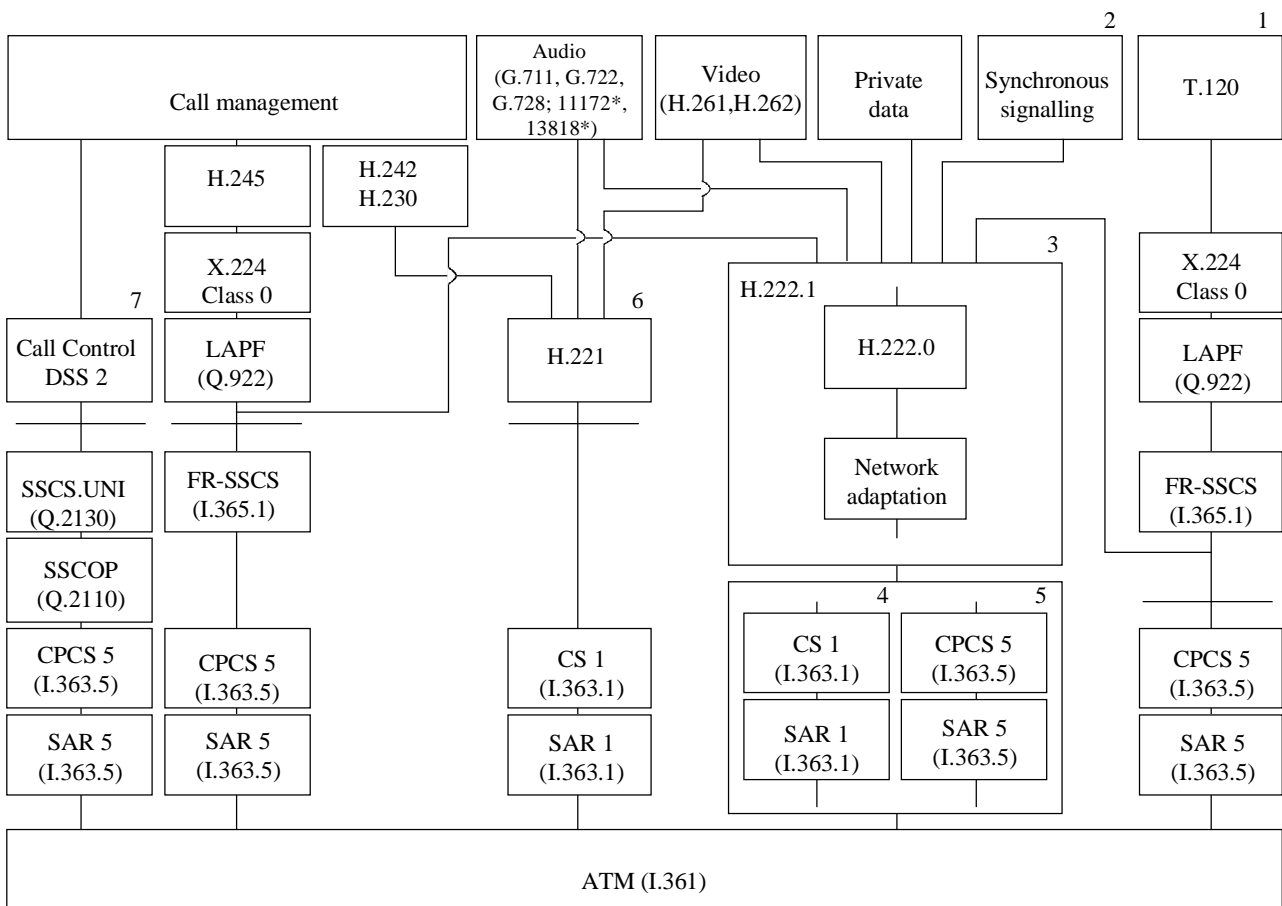 2
1
Call management
Audio
(G.711, G.722,
G.728; 11172*,
13818*)
Video
(H.261,H.262)
Private
data
Synchronous
signalling
T.120
H.245
H.242
H.230
3
X.224
Class 0
H.222.1
X.224
Class 0
7
6
Call Control
DSS 2
LAPF
(Q.922)
H.221
H.222.0
LAPF
(Q.922)
SSCS.UNI
(Q.2130)
FR-SSCS
(I.365.1)
Network
adaptation
FR-SSCS
(I.365.1)
SSCOP
(Q.2110)
4
5
CPCS 5
(I.363.5)
CPCS 5
(I.363.5)
CS 1
(I.363.1)
CS 1
(I.363.1)
CPCS 5
(I.363.5)
CPCS 5
(I.363.5)
SAR 5
(I.363.5)
SAR 5
(I.363.5)
SAR 1
(I.363.1)
SAR 1
(I.363.1)
SAR 5
(I.363.5)
SAR 5
(I.363.5)
ATM (I.361)